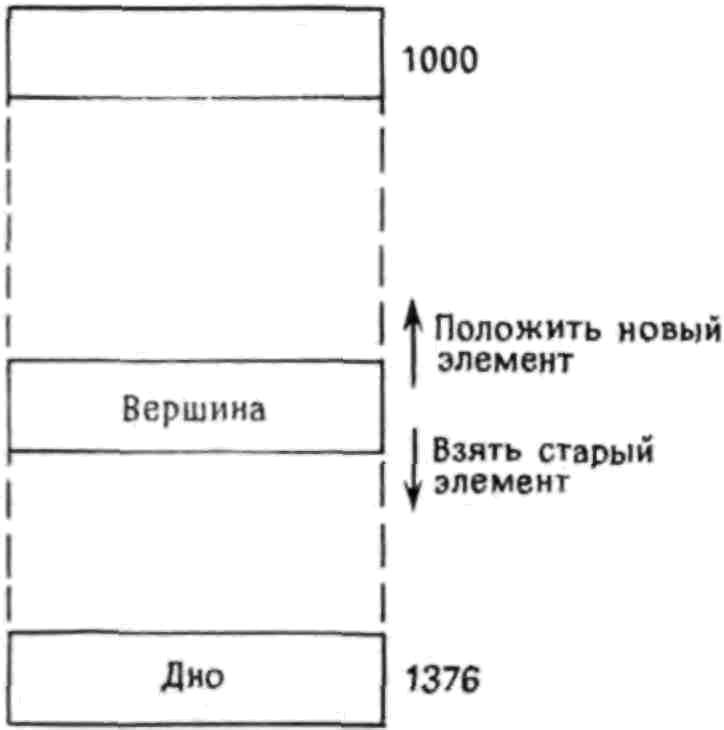 1000
Положить новый
элемент
Вершина
Взять старый
элемент
Дно
1376